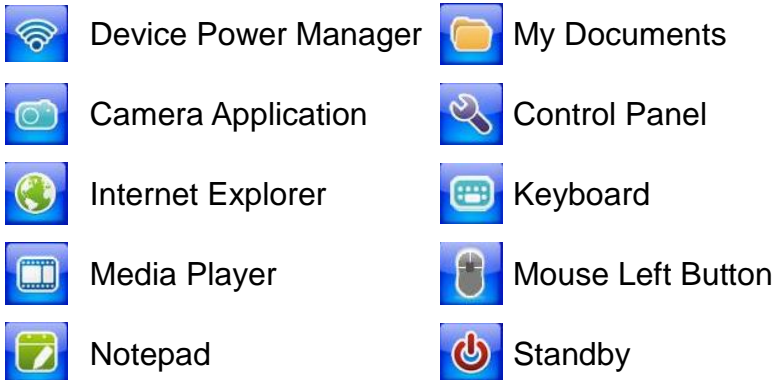 Device Power Manager
My Documents
Camera Application
Control Panel
Internet Explorer
Keyboard
Media Player
Mouse Left Button
Notepad
Standby